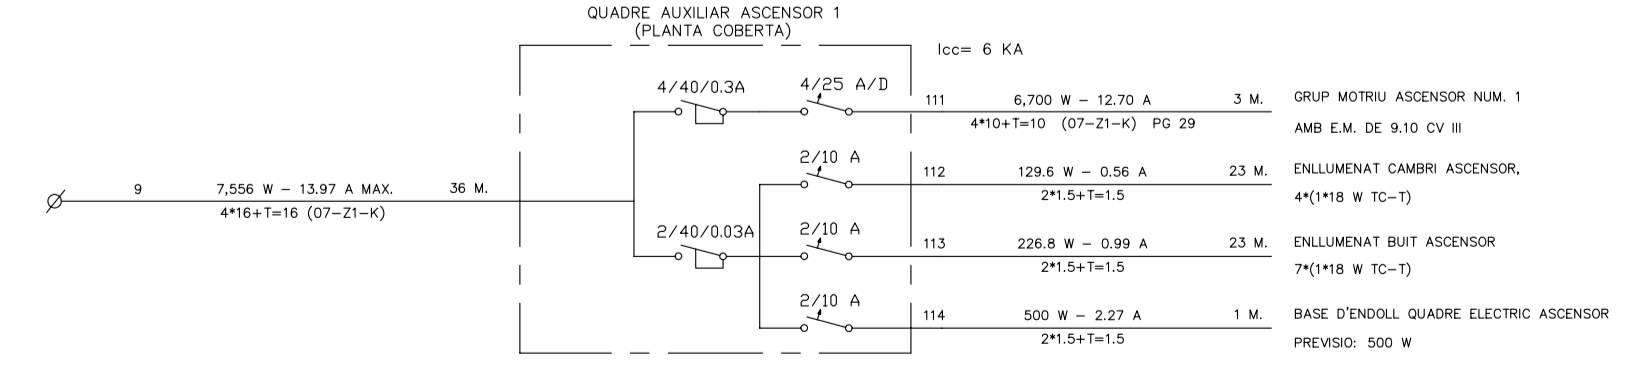 QUADRE AUXILIAR ASCENSOR 1
(PLANTA COBERTA)
Icc= 6 KA
4/40/0.3A
4/25 A/D
111
6,700 W - 12.70 A
3 M.
4*10+T=10 (07-Z1-K) PG 29
GRUP MOTRIU ASCENSOR NUM. 1
AMB E.M. DE 9.10 CV III
2/10 A
112
129.6 W - 0.56 A
23 M.
2*1.5+T=1.5
ENLLUMENAT CAMBRI ASCENSOR,
4*(1*18 W TC-T)
9
7,556 W - 13.97 A MAX.
36 M.
4*16+T=16 (07-Z1-K)
2/40/0.03A
2/10 A
113
226.8 W - 0.99 A
23 M.
2*1.5+T=1.5
ENLLUMENAT BUIT ASCENSOR
7*(1*18 W TC-T)
2/10 A
114
500 W - 2.27 A
1 M.
2*1.5+T=1.5
BASE D'ENDOLL QUADRE ELECTRIC ASCENSOR
PREVISIO: 500 W